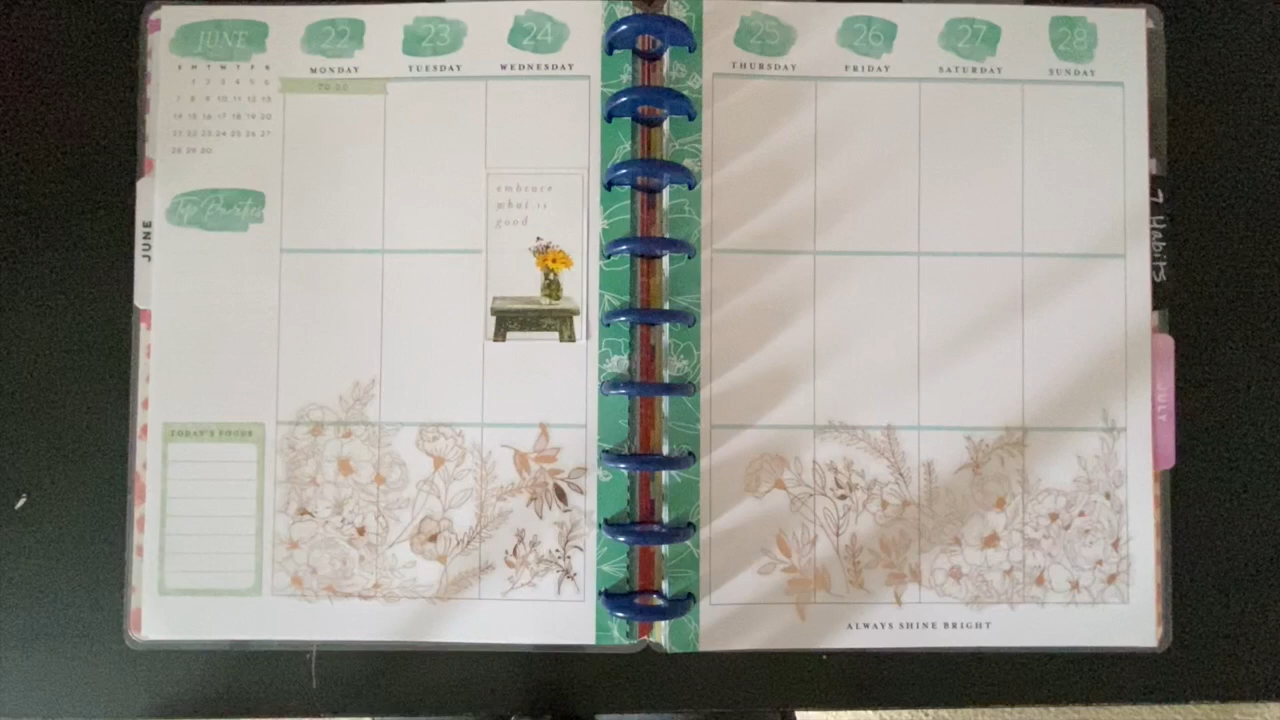 JUNE
S M T W T F S
1 2 3 4 5 6
7 8 9 10 11 12 13
14 15 16 17 18 19 20
21 22 23 24 25 26 27
28 29 30
Top Priorities
TODAY'S FOCUS
JUNE
22
MONDAY
TO DO
23
TUESDAY
24
WEDNESDAY
embrace
what is
good
25
THURSDAY
26
FRIDAY
27
SATURDAY
28
SUNDAY
ALWAYS SHINE BRIGHT
7 Habits
JULY